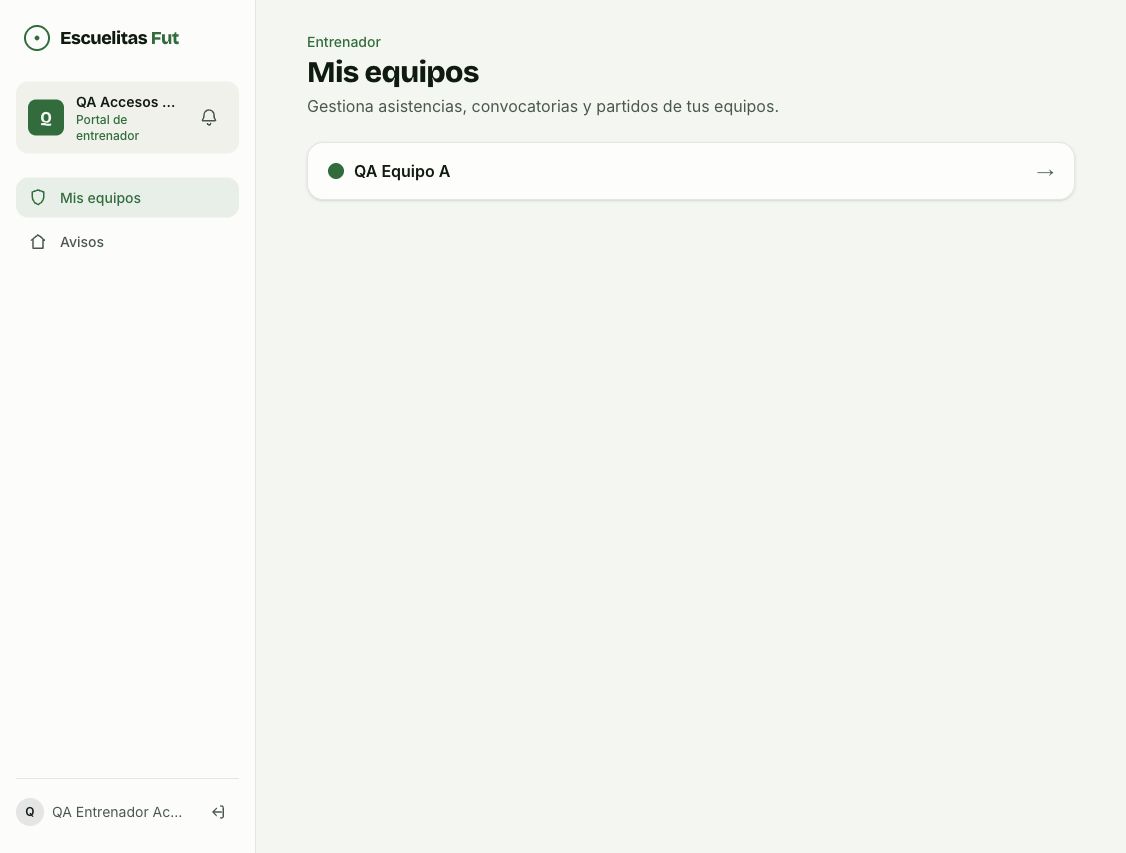 Escuelitas Fut
Q
QA Accesos ...
Portal de
entrenador
Mis equipos
Avisos
Q
QA Entrenador Ac...
Entrenador
Mis equipos
Gestiona asistencias, convocatorias y partidos de tus equipos.
QA Equipo A
→